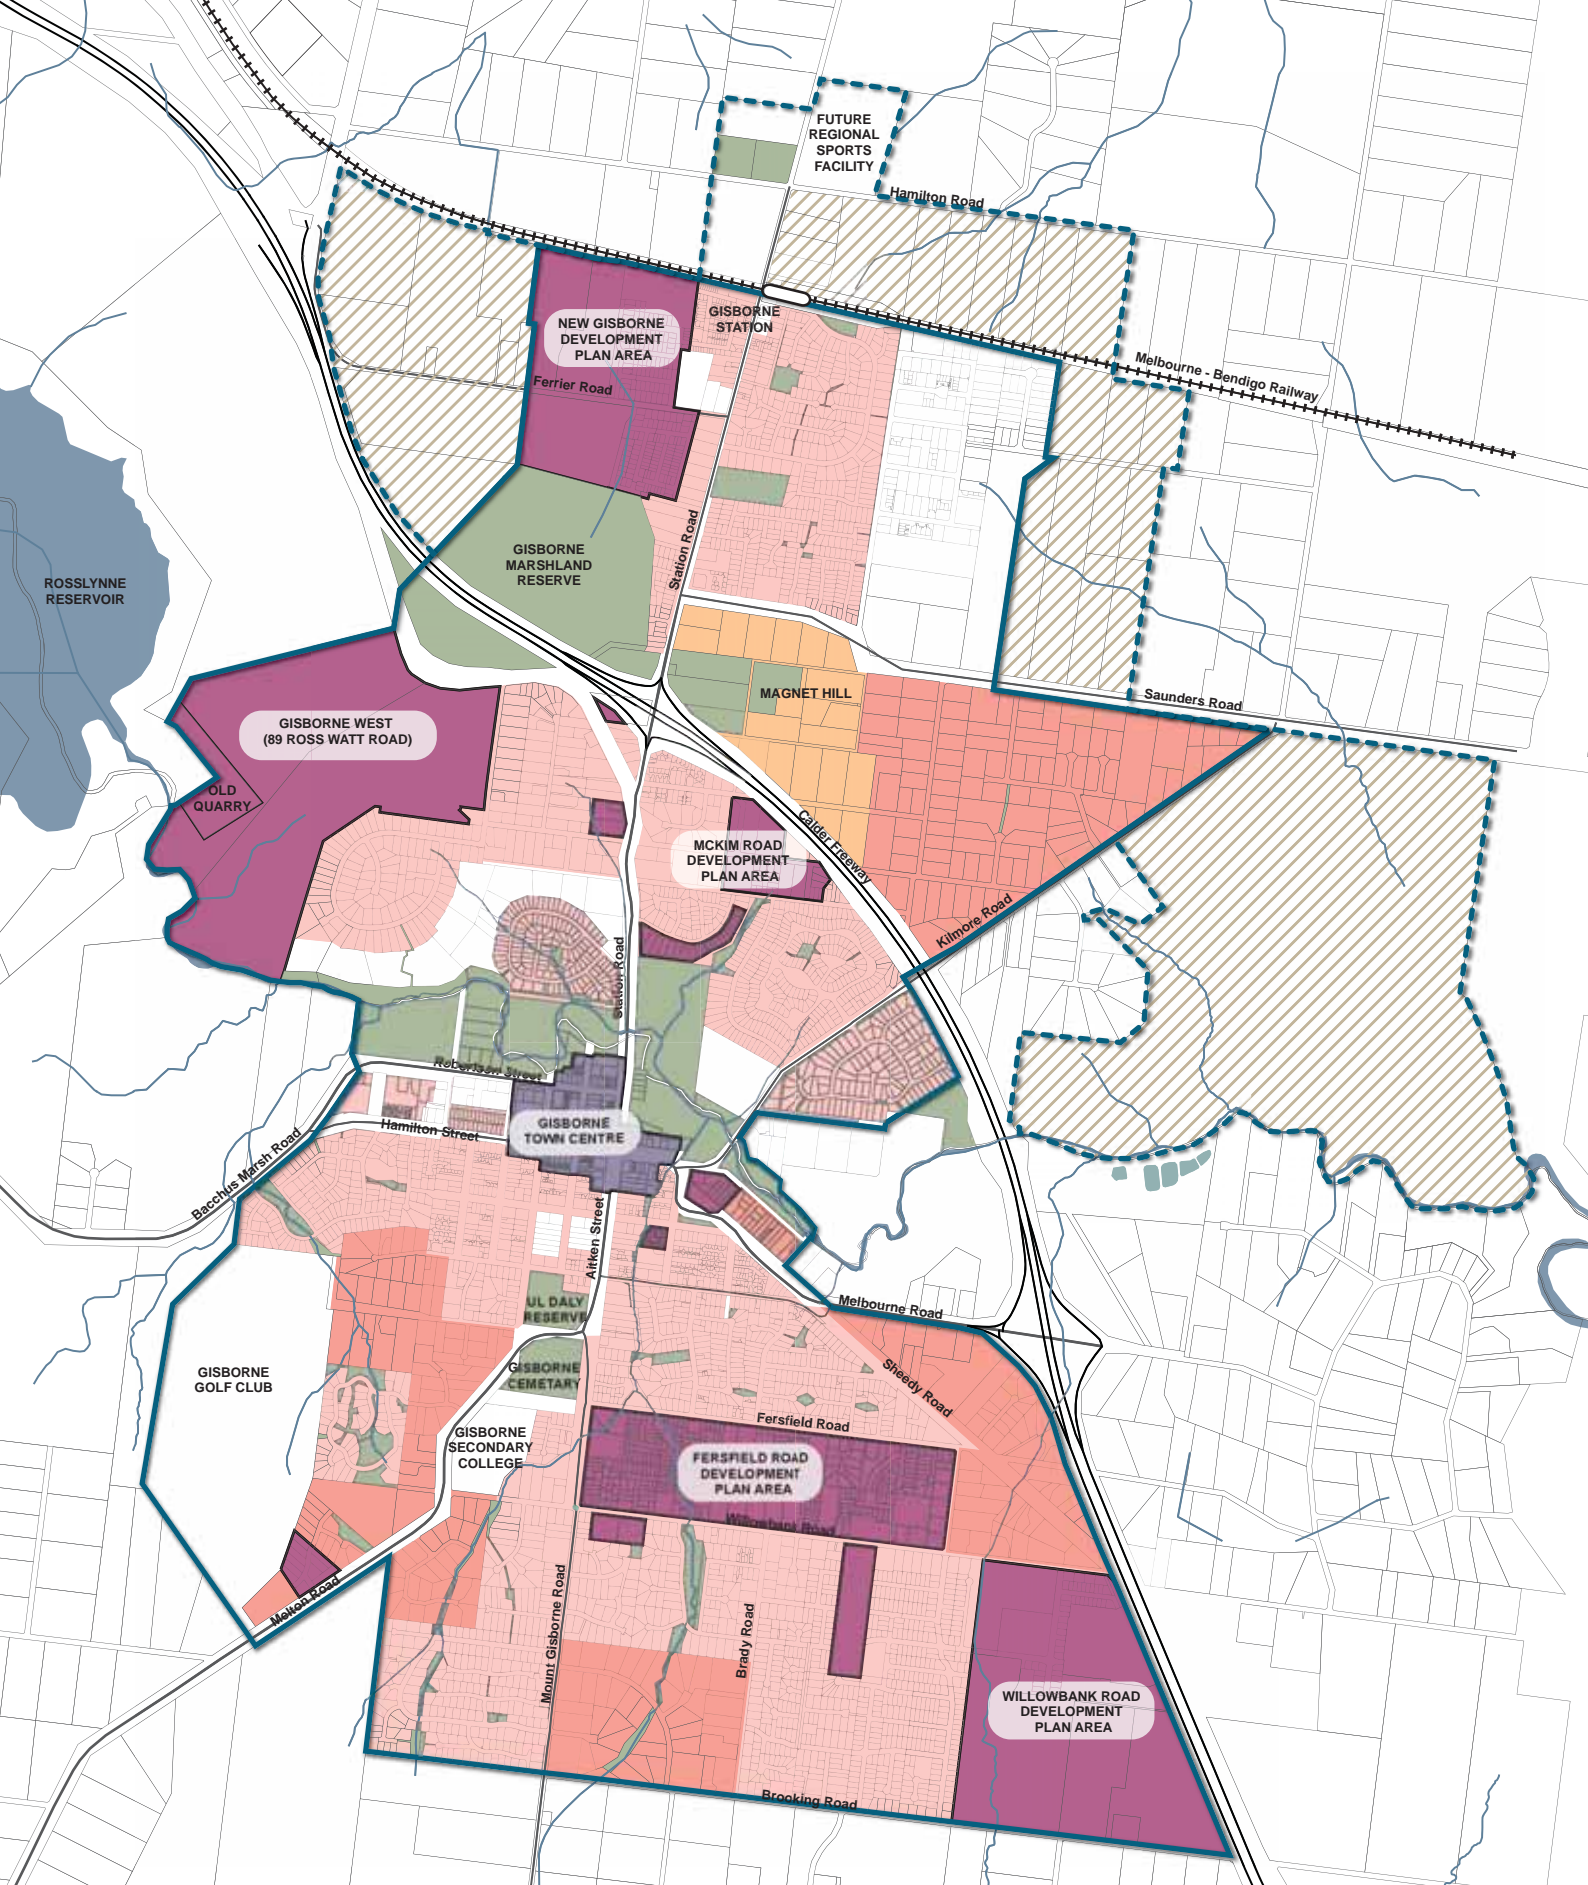 FUTURE
REGIONAL
SPORTS
FACILITY
Hamilton Road
GISBORNE
STATION
NEW GISBORNE
DEVELOPMENT
PLAN AREA
Ferrier Road
Melbourne - Bendigo Railway
Station Road
GISBORNE
MARSHLAND
RESERVE
ROSSLYNNE
RESERVOIR
MAGNET HILL
Saunders Road
GISBORNE WEST
(89 ROSS WATT ROAD)
OLD
QUARRY
Calder Freeway
MCKIM ROAD
DEVELOPMENT
PLAN AREA
Kilmore Road
Station Road
Robertson Street
GISBORNE
TOWN CENTRE
Hamilton Street
Bacchus Marsh Road
Aitken Street
UL DALY
RESERVE
Melbourne Road
GISBORNE
GOLF CLUB
GISBORNE
CEMETARY
Sheedy Road
Fersfield Road
GISBORNE
SECONDARY
COLLEGE
FERSFIELD ROAD
DEVELOPMENT
PLAN AREA
Willowbank Road
Melton Road
Mount Gisborne Road
Brady Road
WILLOWBANK ROAD
DEVELOPMENT
PLAN AREA
Brooking Road